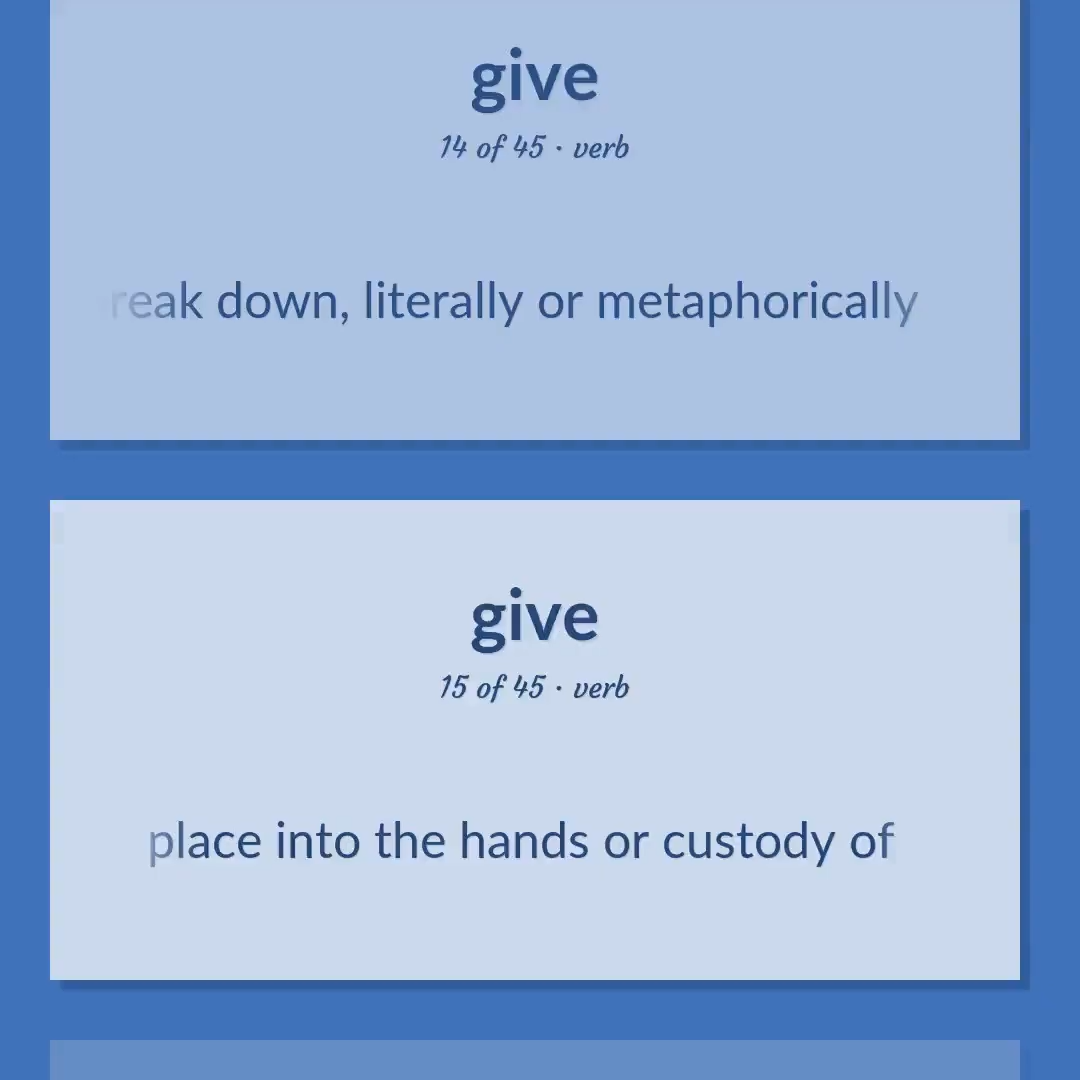 give
14 of 45 · verb
reak down, literally or metaphorically
give
15 of 45 · verb
place into the hands or custody of